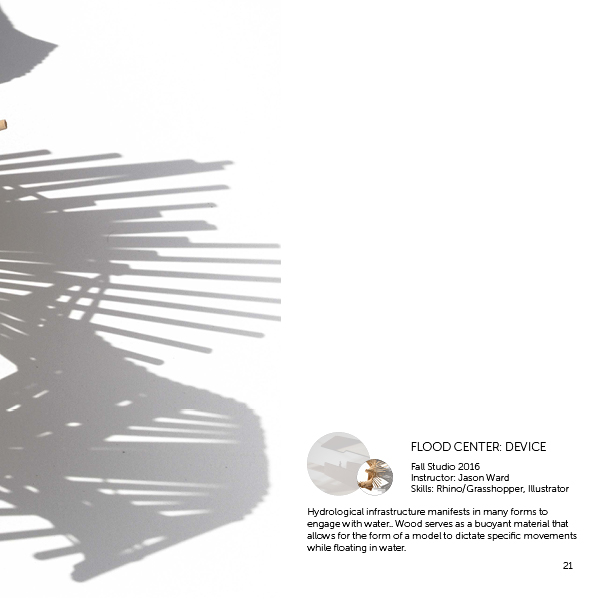 FLOOD CENTER: DEVICE
Fall Studio 2016
Instructor: Jason Ward
Skills: Rhino/Grasshopper, Illustrator
Hydrological infrastructure manifests in many forms to
engage with water.. Wood serves as a buoyant material that
allows for the form of a model to dictate specific movements
while floating in water.
21